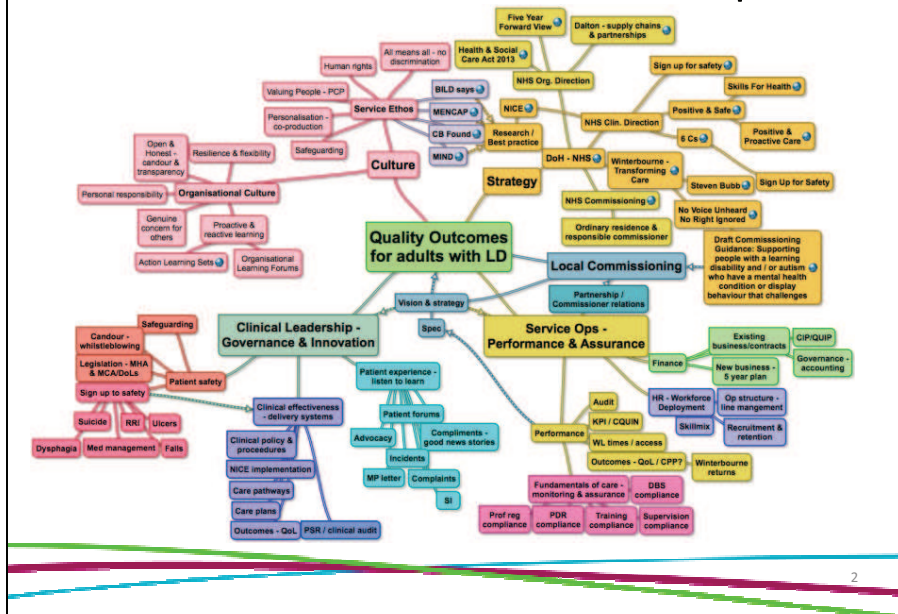 Five Year
Forward View
Dalton - supply chains
& partnerships
Health & Social
Care Act 2013
NHS Org. Direction
All means all - no
discrimination
Human rights
Valuing People - PCP
Service Ethos
Personalisation -
co-production
Safeguarding
BILD says
MENCAP
CB Found
MIND
NICE
Research /
Best practice
Sign up for safety
Skills For Health
NHS Clin. Direction
Positive & Safe
6 Cs
Positive &
Proactive Care
Sign Up for Safety
Culture
Strategy
DoH - NHS
Winterbourne -
Transforming
Care
Steven Bubb
No Voice Unheard
No Right Ignored
NHS Commissioning
Ordinary residence &
responsible commissioner
Draft Commisssioning
Guidance: Supporting
people with a learning
disability and / or autism
who have a mental health
condition or display
behaviour that challenges
Open &
Honest -
candour &
transparency
Resilience & flexibility
Personal responsibility
Organisational Culture
Genuine
concern for
others
Proactive &
reactive learning
Action Learning Sets
Organisational
Learning Forums
Quality Outcomes
for adults with LD
Local Commissioning
Partnership /
Commissioner relations
Vision & strategy
Spec
Clinical Leadership -
Governance & Innovation
Service Ops -
Performance & Assurance
Safeguarding
Candour -
whistleblowing
Legislation - MHA
& MCA/DoLs
Patient safety
Sign up to safety
Suicide
RRI
Ulcers
Dysphagia
Med management
Falls
Clinical effectiveness
- delivery systems
Clinical policy &
proceedures
NICE implementation
Care pathways
Care plans
Outcomes - QoL
PSR / clinical audit
Patient experience -
listen to learn
Patient forums
Advocacy
Compliments -
good news stories
Incidents
MP letter
Complaints
SI
Finance
Existing
business/contracts
CIP/QUIP
Governance -
accounting
New business -
5 year plan
HR - Workforce
Deployment
Op structure -
line mangement
Skillmix
Recruitment &
retention
Performance
Audit
KPI / CQUIN
WL times / access
Outcomes - QoL / CPP?
Winterbourne
returns
Fundamentals of care -
monitoring & assurance
DBS
compliance
Prof reg
compliance
PDR
compliance
Training
compliance
Supervision
compliance
2